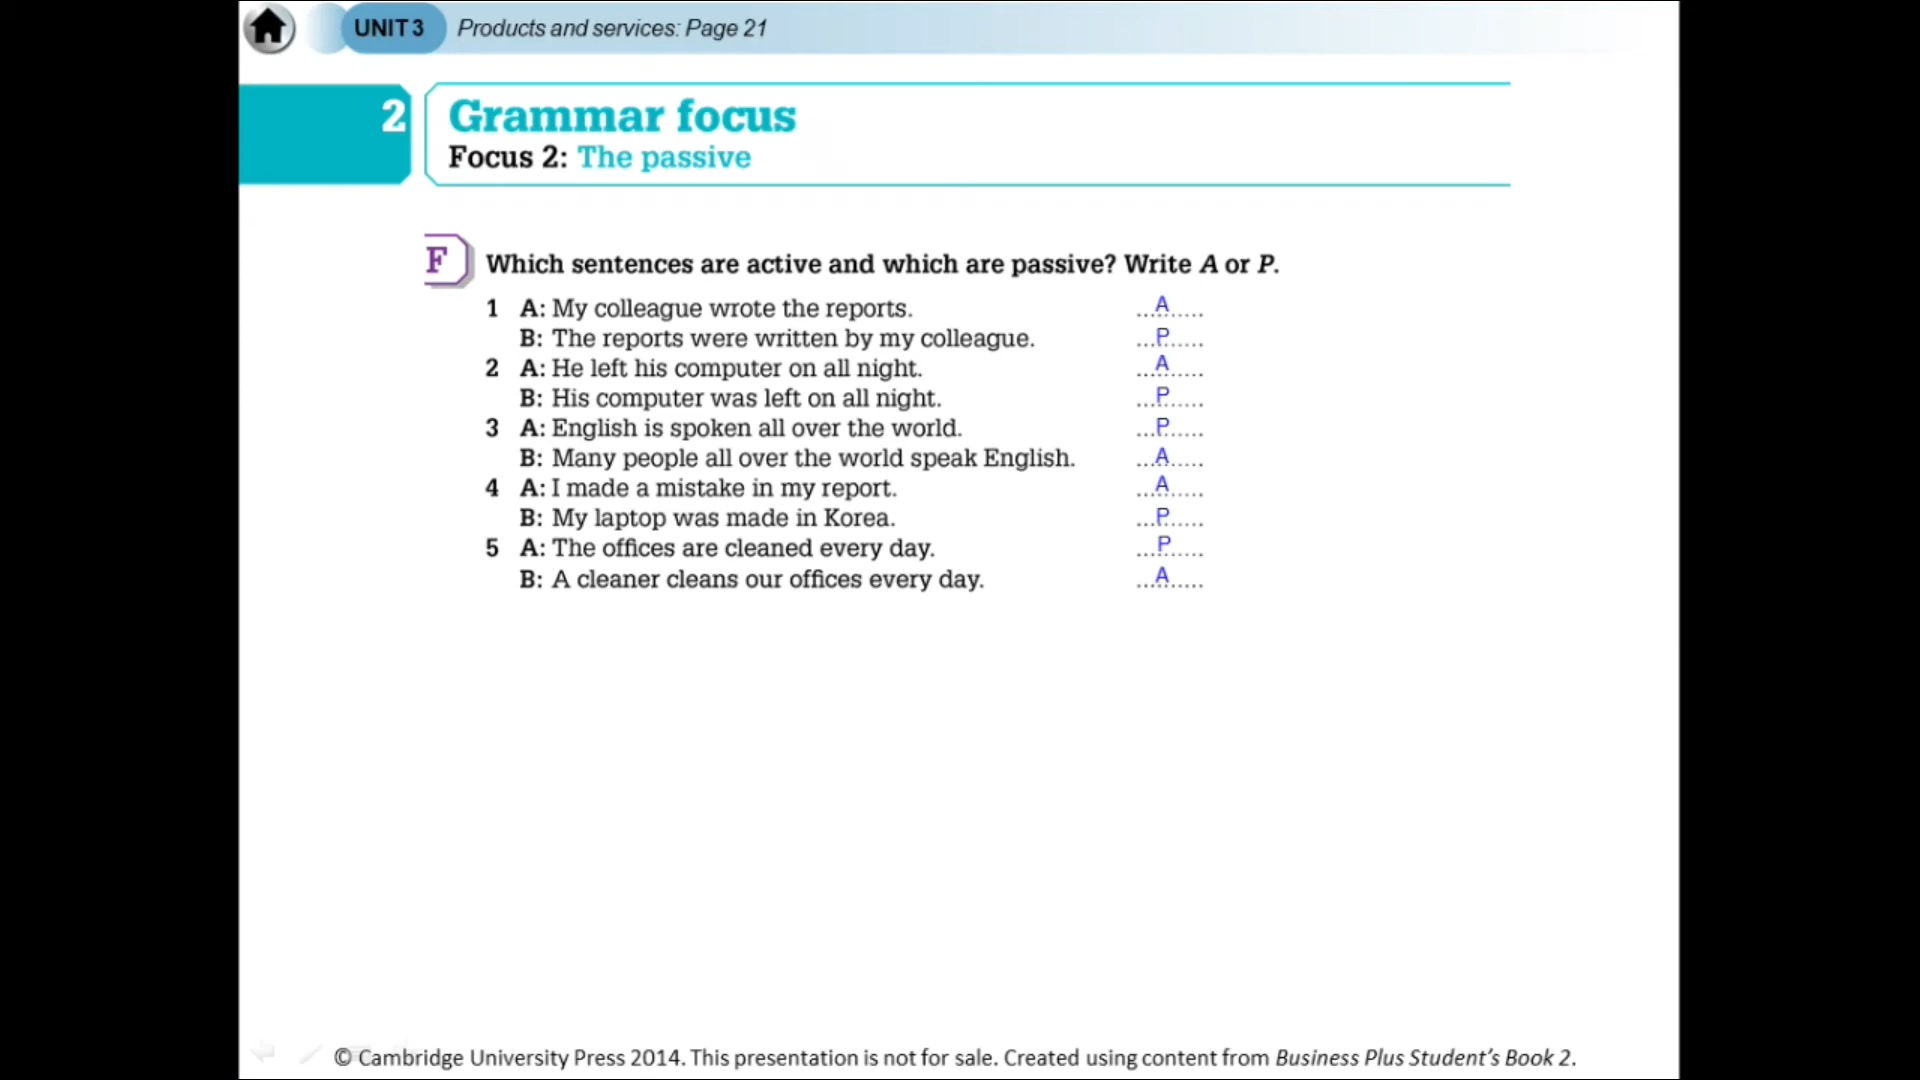 UNIT 3 Products and services: Page 21
2 Grammar focus
Focus 2: The passive
F Which sentences are active and which are passive? Write A or P.
1 A: My colleague wrote the reports. ...A......
B: The reports were written by my colleague. ...P......
2 A: He left his computer on all night. ...A......
B: His computer was left on all night. ...P......
3 A: English is spoken all over the world. ...P......
B: Many people all over the world speak English. ...A......
4 A: I made a mistake in my report. ...A......
B: My laptop was made in Korea. ...P......
5 A: The offices are cleaned every day. ...P......
B: A cleaner cleans our offices every day. ...A......
© Cambridge University Press 2014. This presentation is not for sale. Created using content from Business Plus Student's Book 2.